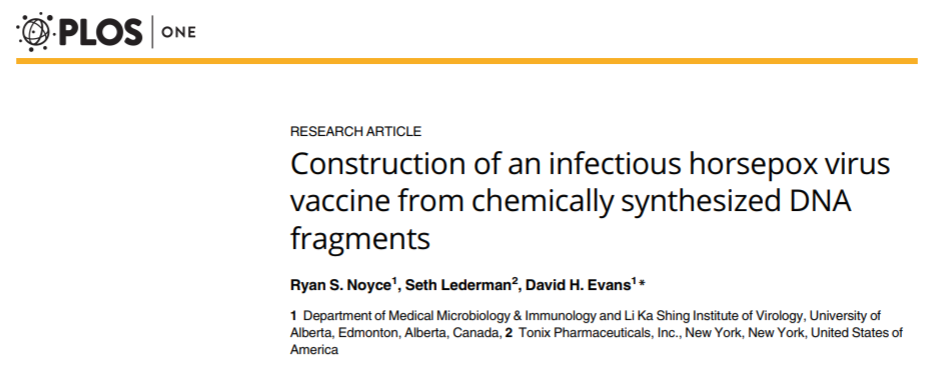 PLOS ONE
RESEARCH ARTICLE
Construction of an infectious horsepox virus
vaccine from chemically synthesized DNA
fragments
Ryan S. Noyce1, Seth Lederman2, David H. Evans1*
1 Department of Medical Microbiology & Immunology and Li Ka Shing Institute of Virology, University of
Alberta, Edmonton, Alberta, Canada, 2 Tonix Pharmaceuticals, Inc., New York, New York, United States of
America